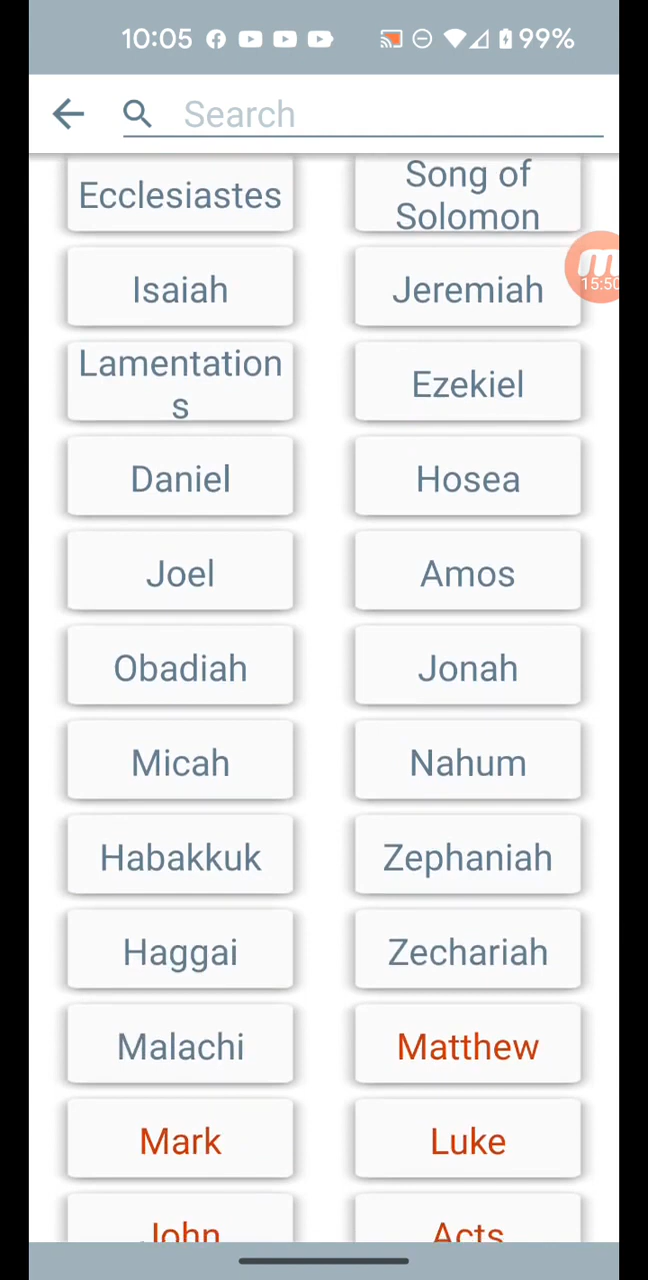 10:05 99%
Search
Ecclesiastes
Song of
Solomon
Isaiah
Jeremiah
15:50
Lamentation
s
Ezekiel
Daniel
Hosea
Joel
Amos
Obadiah
Jonah
Micah
Nahum
Habakkuk
Zephaniah
Haggai
Zechariah
Malachi
Matthew
Mark
Luke
John
Acts